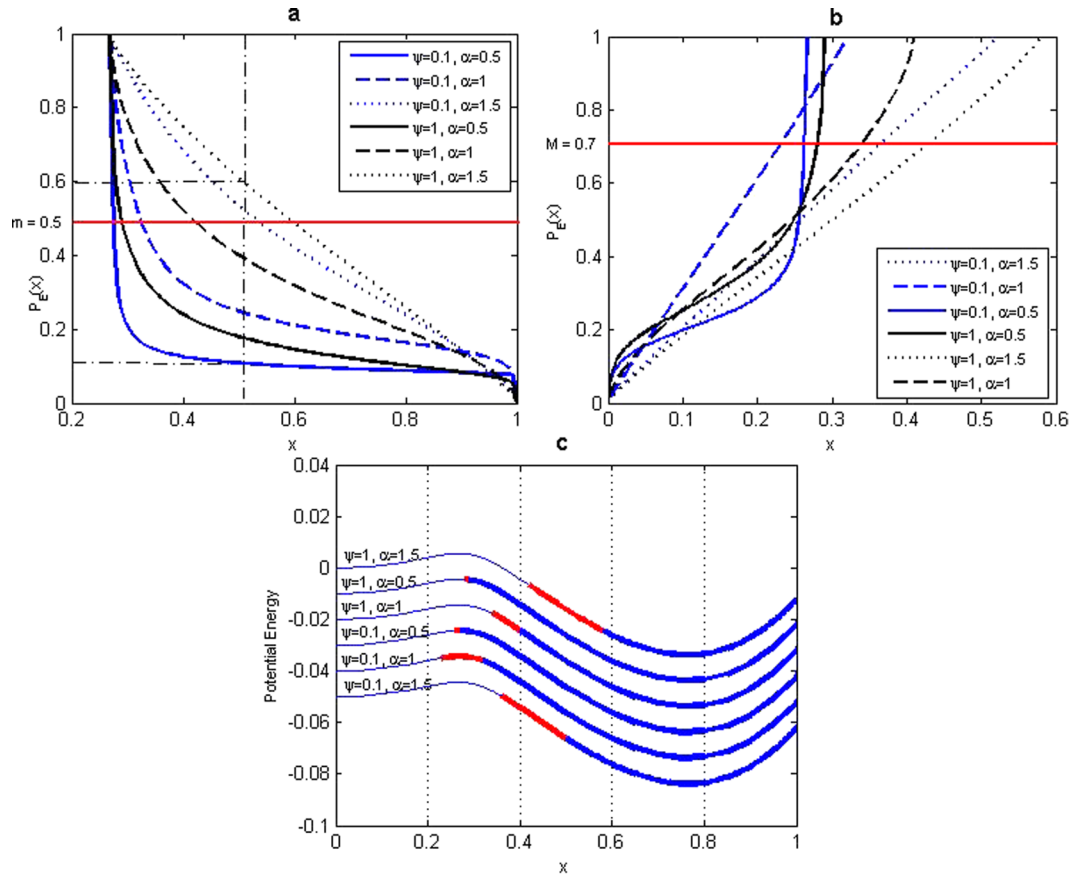 a
1
0.8
0.6
m = 0.5
0.4
0.2
0
P_E(x)
0.2
0.4
0.6
0.8
1
x
ψ=0.1, α=0.5
ψ=0.1, α=1
ψ=0.1, α=1.5
ψ=1, α=0.5
ψ=1, α=1
ψ=1, α=1.5
b
1
0.8
M = 0.7
0.6
0.4
0.2
0
P_E(x)
0
0.1
0.2
0.3
0.4
0.5
0.6
x
ψ=0.1, α=1.5
ψ=0.1, α=1
ψ=0.1, α=0.5
ψ=1, α=0.5
ψ=1, α=1.5
ψ=1, α=1
c
0.04
0.02
0
-0.02
-0.04
-0.06
-0.08
-0.1
Potential Energy
ψ=1, α=1.5
ψ=1, α=0.5
ψ=1, α=1
ψ=0.1, α=0.5
ψ=0.1, α=1
ψ=0.1, α=1.5
0
0.2
0.4
0.6
0.8
1
x